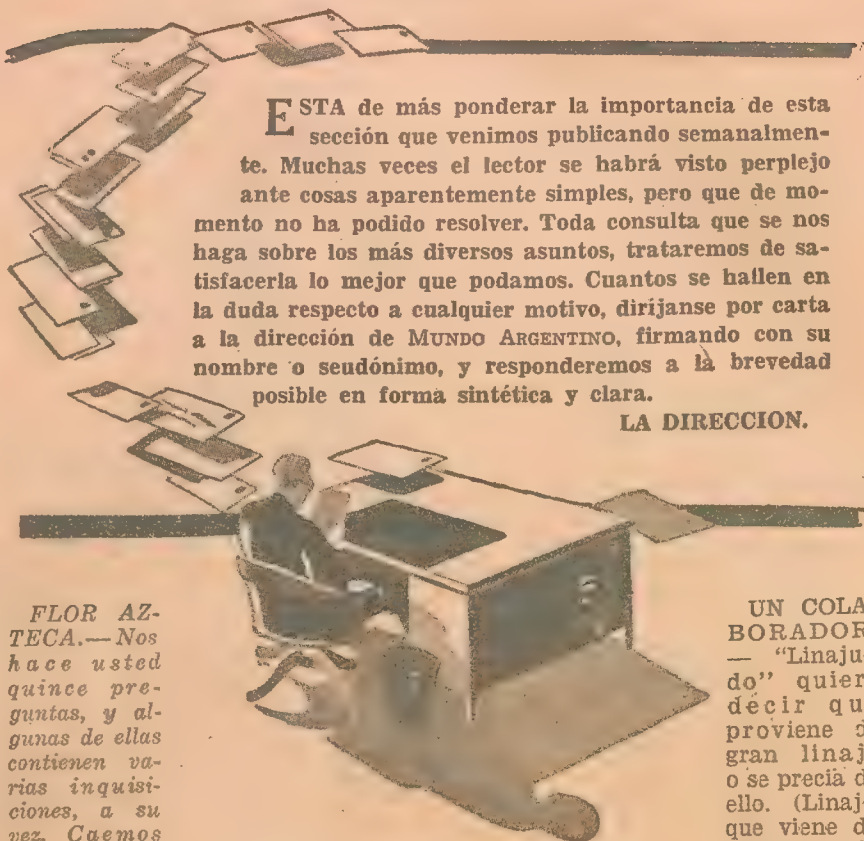 ESTA de más ponderar la importancia de esta
sección que venimos publicando semanalmen-
te. Muchas veces el lector se habrá visto perplejo
ante cosas aparentemente simples, pero que de mo-
mento no ha podido resolver. Toda consulta que se nos
haga sobre los más diversos asuntos, trataremos de sa-
tisfacerla lo mejor que podamos. Cuantos se hallen en
la duda respecto a cualquier motivo, diríjanse por carta
a la dirección de MUNDO ARGENTINO, firmando con su
nombre o seudónimo, y responderemos a la brevedad
posible en forma sintética y clara.
LA DIRECCION.
FLOR AZ-
TECA.— Nos
hace usted
quince pre-
guntas, y al-
gunas de ellas
contienen va-
rias inquisi-
ciones, a su
vez. Caemos
UN COLA
BORADOR
— "Linaju-
do" quier
decir qu
proviene d
gran linaj
o se precia d
ello. (Linaj
que viene d